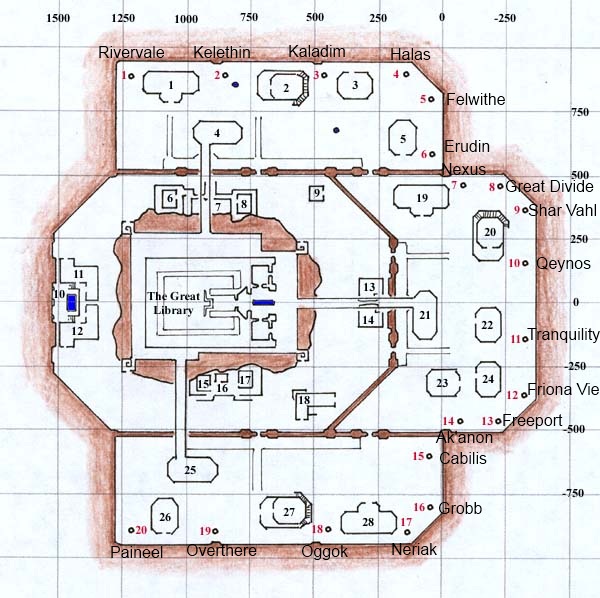 1500 1250 1000 750 500 250 0 -250
Rivervale Kelethin Kaladim Halas
1 2 3 4
1 2 3
5 Felwithe
750
4 5
Erudin
6
Nexus
500
7 8 Great Divide
6 7 8 9 19
9 Shar Vahl
20
250
10 Qeynos
11 13
10 The Great
Library
0
21
12 14 22
11 Tranquility
-250
15 16 17 23 24
18
12 Friona Vie
14 13 Freeport
-500
Ak'anon
15 Cabilis
25
-750
16 Grobb
26 27 28
20 19 18 17
Paineel Overthere Oggok Neriak